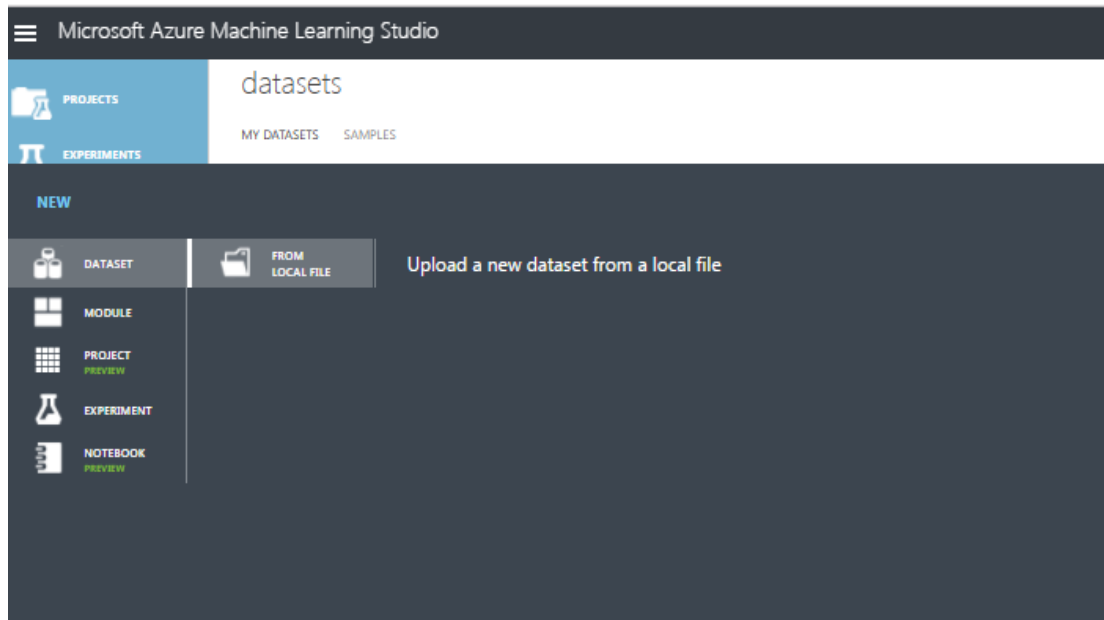 Microsoft Azure Machine Learning Studio
PROJECTS
EXPERIMENTS
datasets
MY DATASETS SAMPLES
NEW
DATASET
MODULE
PROJECT
PREVIEW
EXPERIMENT
NOTEBOOK
PREVIEW
FROM
LOCAL FILE
Upload a new dataset from a local file